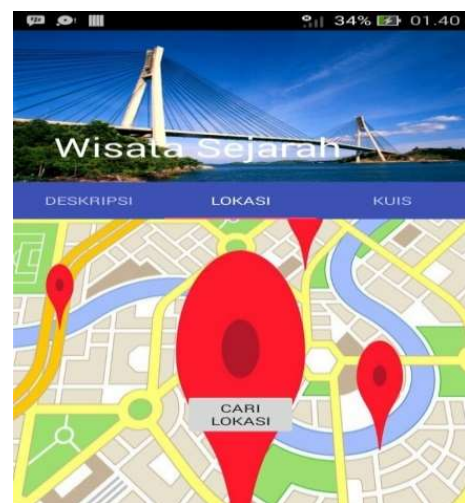 34% 01.40
Wisata Sejarah
DESKRIPSI LOKASI KUIS
CARI
LOKASI